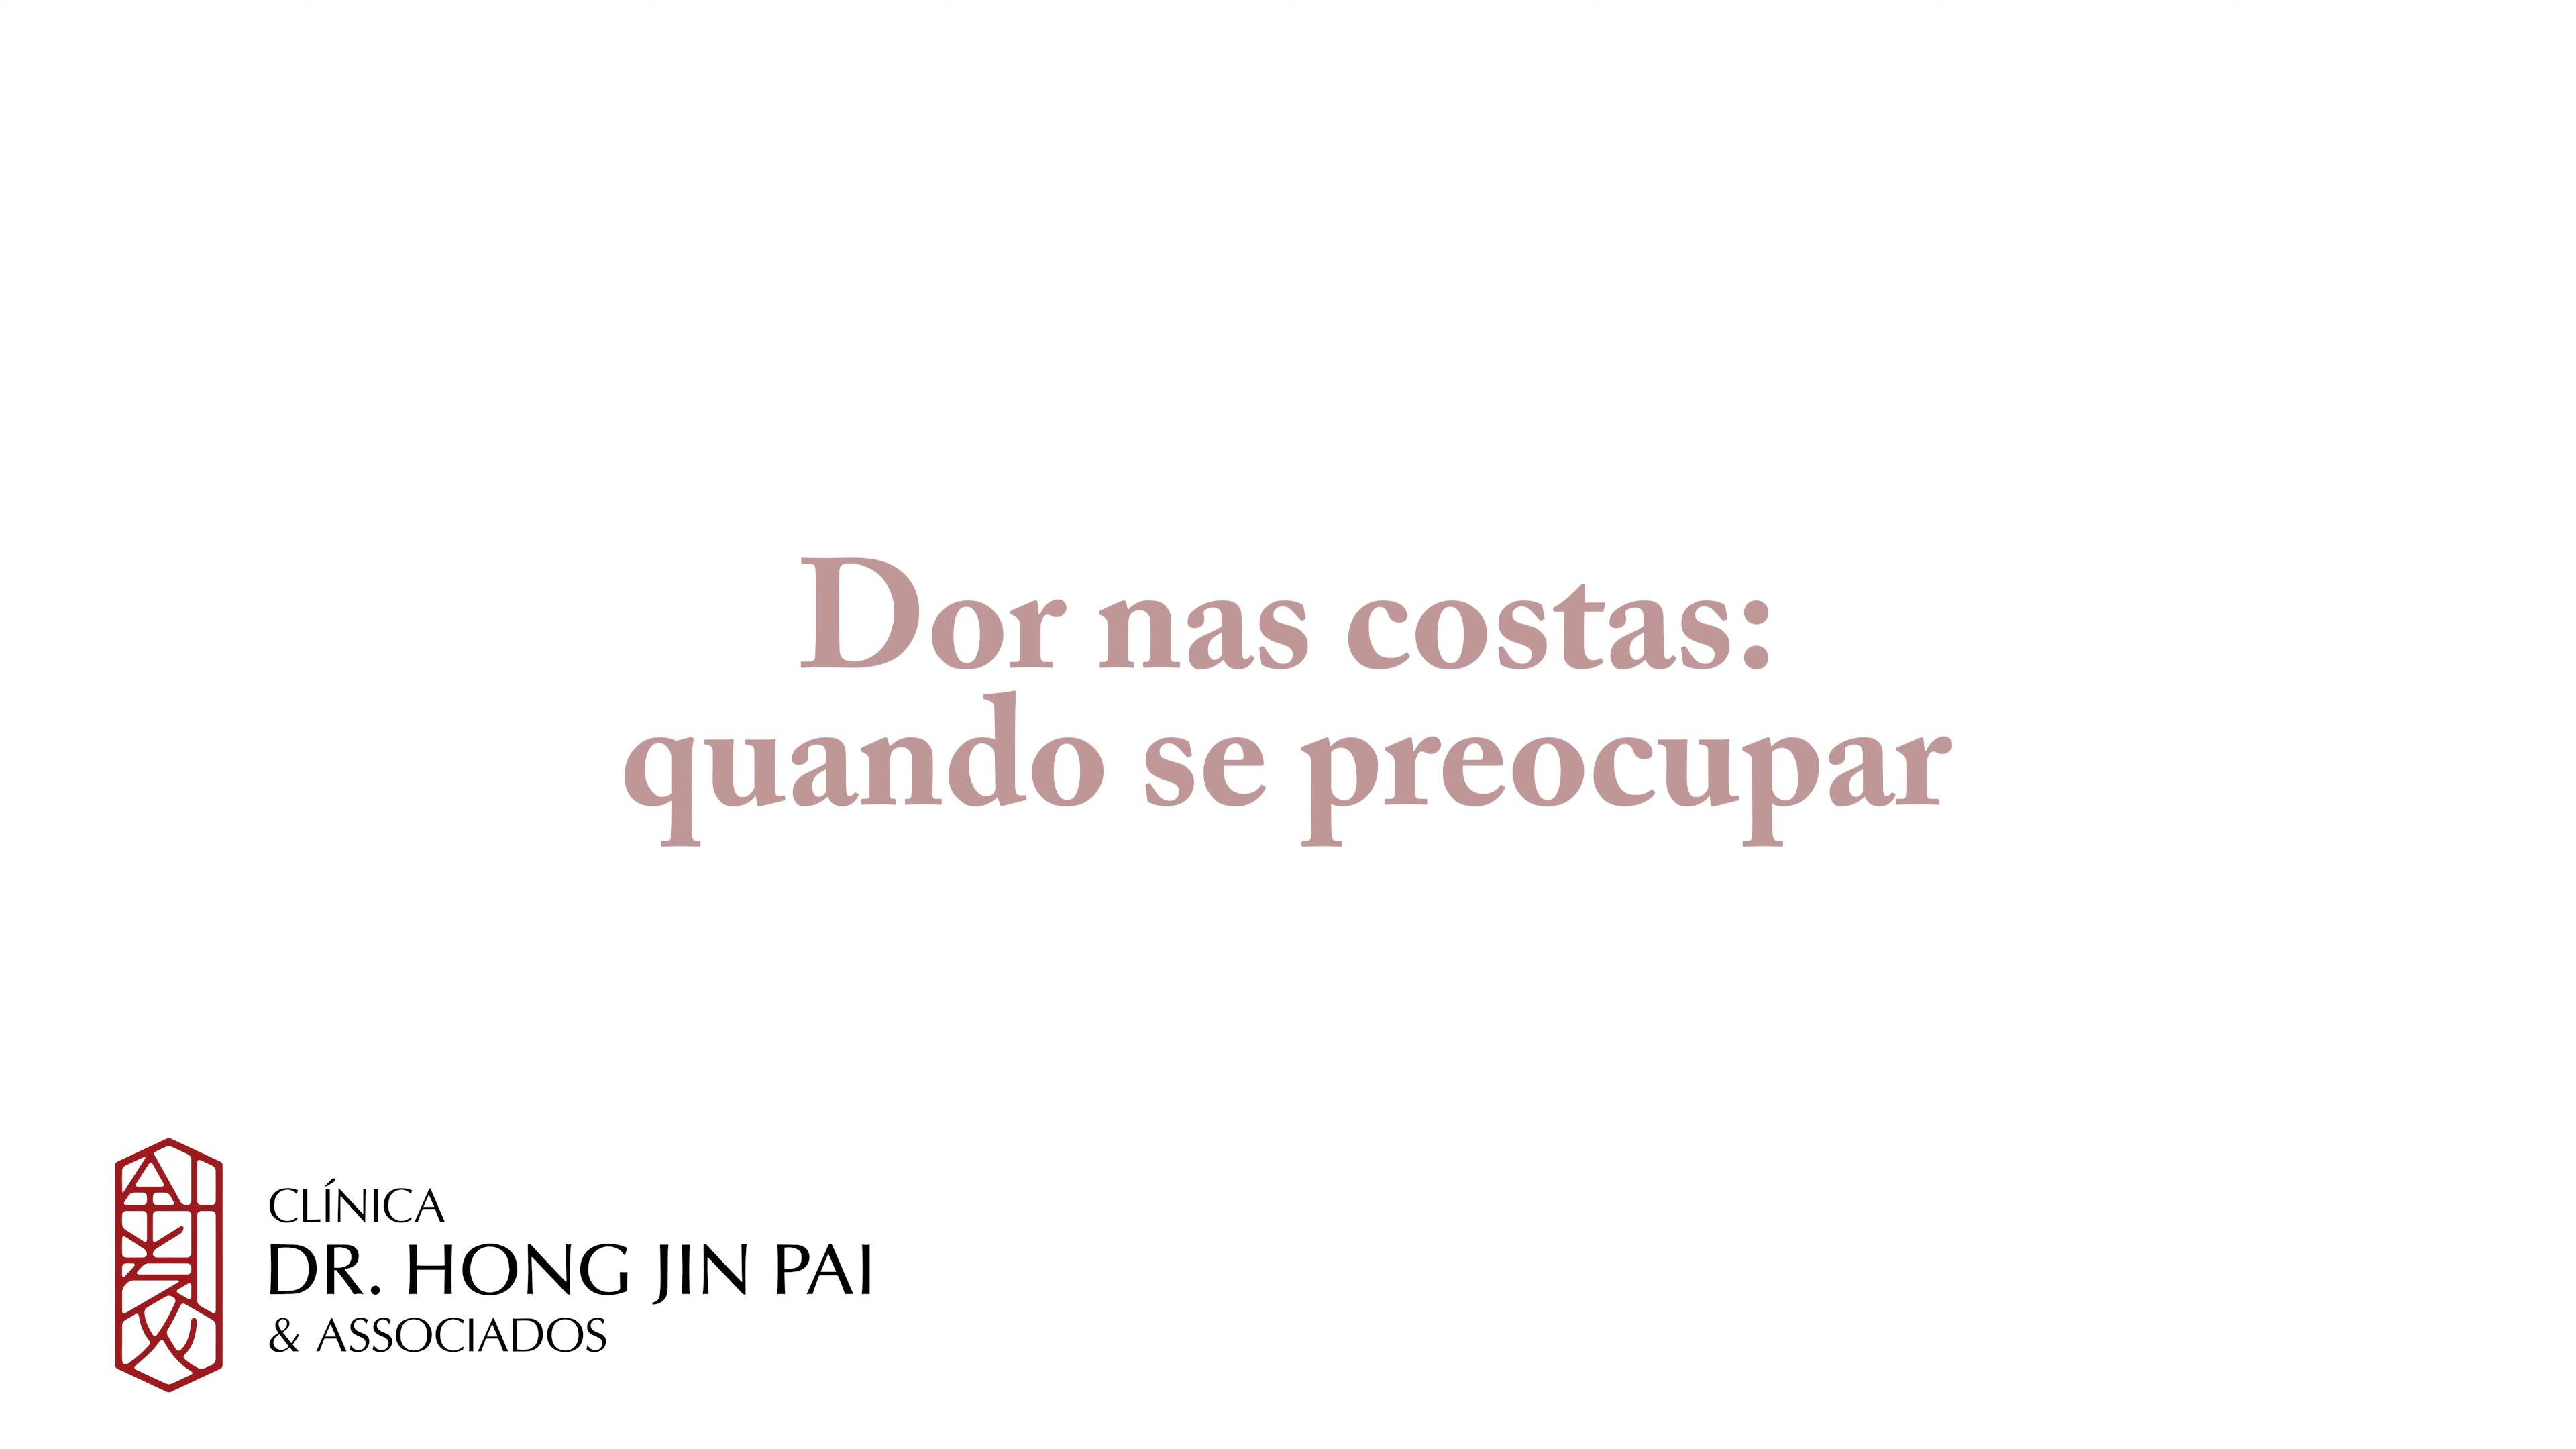 Dor nas costas:
quando se preocupar
CLÍNICA
DR. HONG JIN PAI
& ASSOCIADOS